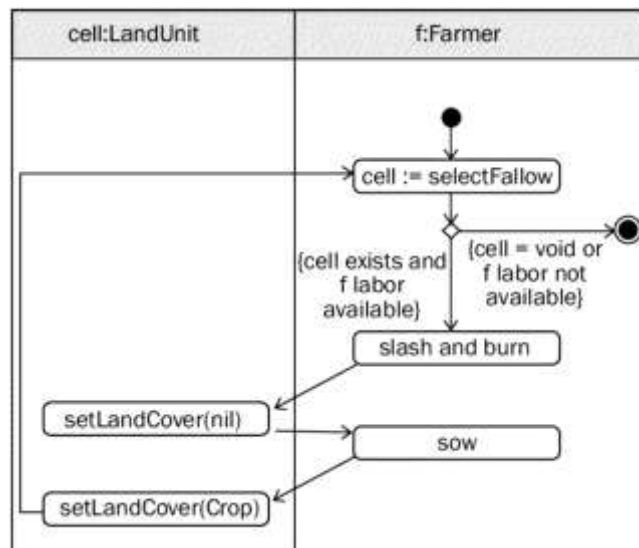 cell:LandUnit
f:Farmer
cell := selectFallow
{cell exists and
f labor
available}
{cell = void or
f labor not
available}
slash and burn
setLandCover(nil)
sow
setLandCover(Crop)